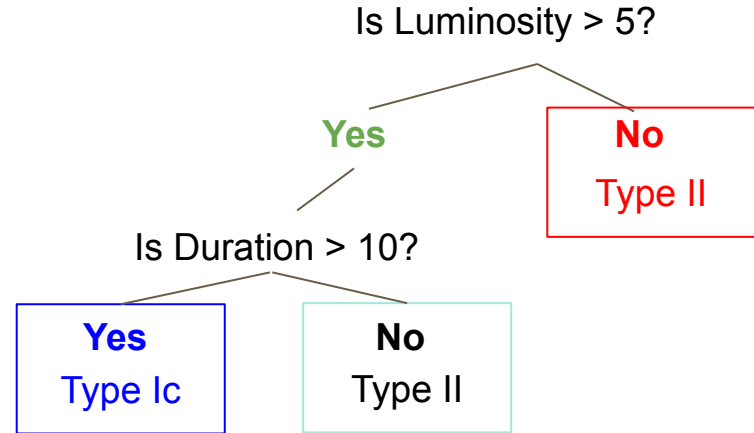 Is Luminosity > 5?
Yes
No
Type II
Is Duration > 10?
Yes
Type Ic
No
Type II